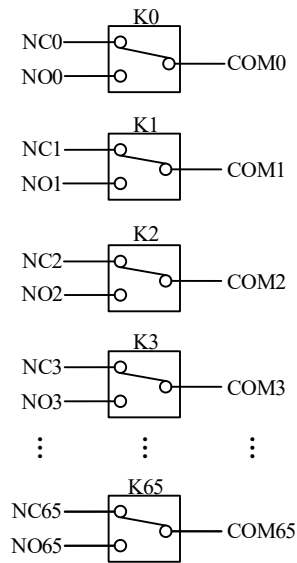 K0
NC0
NO0
COM0
K1
NC1
NO1
COM1
K2
NC2
NO2
COM2
K3
NC3
NO3
COM3
K65
NC65
NO65
COM65